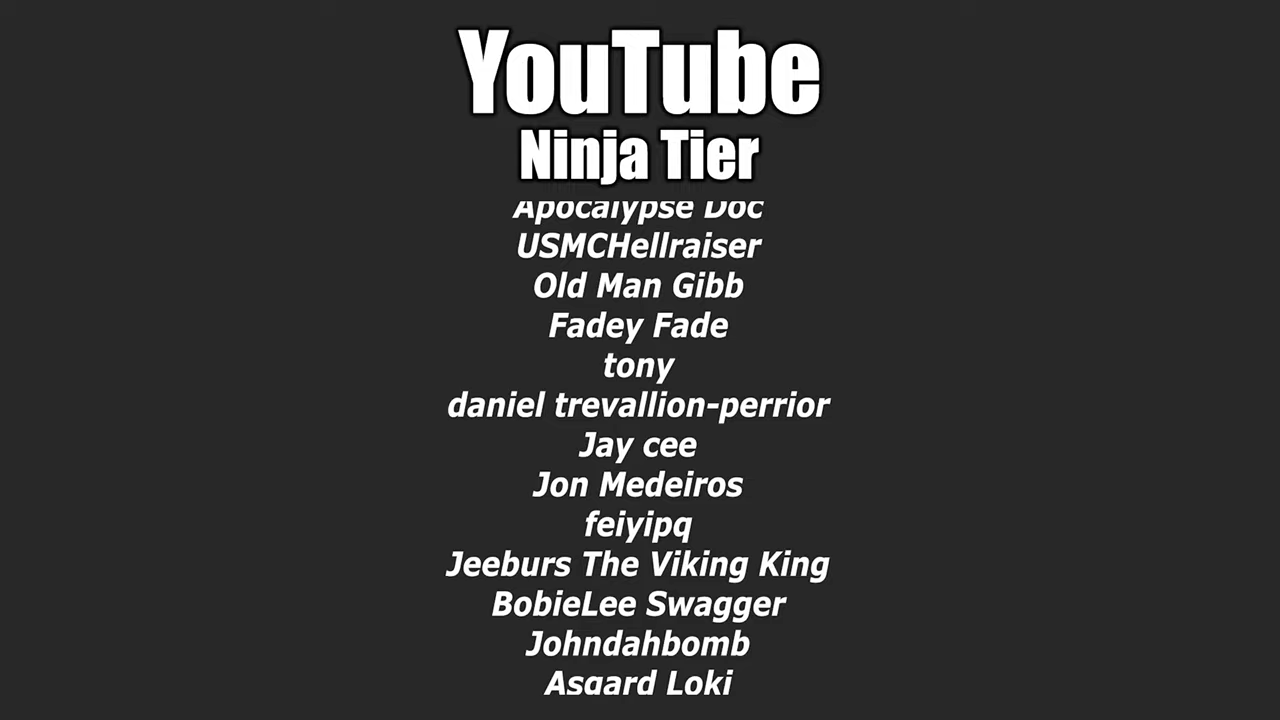 YouTube
Ninja Tier
Apocalypse Doc
USMCHellraiser
Old Man Gibb
Fadey Fade
tony
daniel trevallion-perrior
Jay cee
Jon Medeiros
feiyipq
Jeeburs The Viking King
BobieLee Swagger
Johndahbomb
Asgard Loki